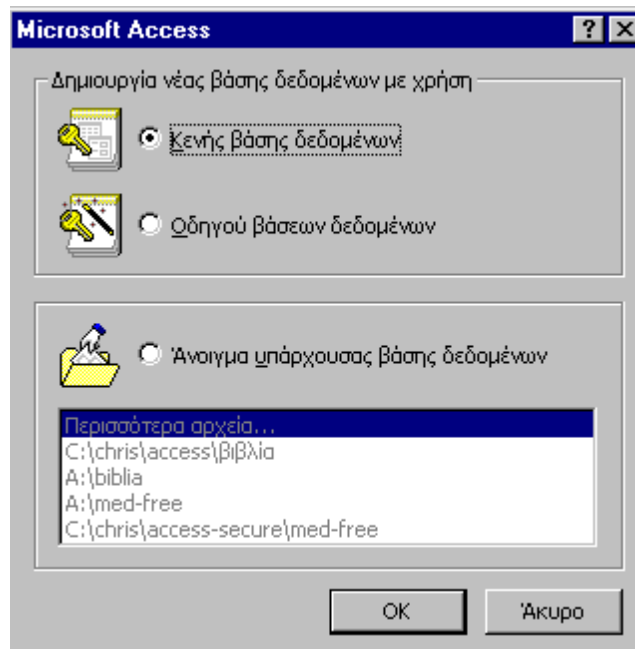 Microsoft Access
Δημιουργία νέας βάσης δεδομένων με χρήση
Κενής βάσης δεδομένων
Οδηγού βάσεων δεδομένων
Άνοιγμα υπάρχουσας βάσης δεδομένων
Περισσότερα αρχεία...
C:\chris\access\βιβλία
A:\biblia
A:\med-free
C:\chris\access-secure\med-free
OK Άκυρο